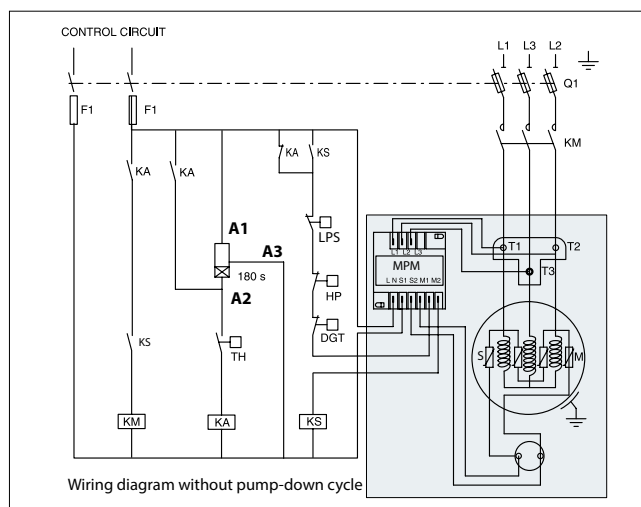 CONTROL CIRCUIT
L1 L3 L2
Q1
F1 F1
KM
KA KA KA KS
A1
A3
LPS
180 s
A2
HP
TH
DGT
KS
KM KA KS
L1 L2 L3
MPM
L N S1 S2 M1 M2
T1 T2
T3
S M
Wiring diagram without pump-down cycle